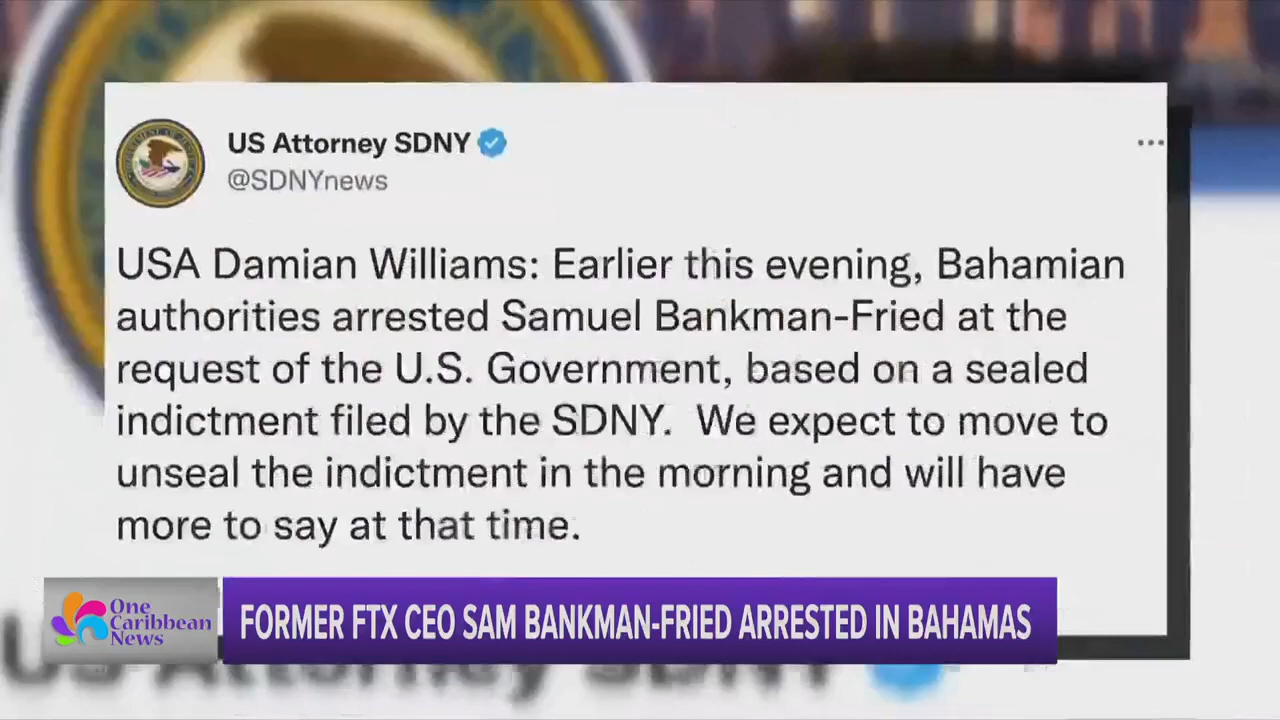 US Attorney SDNY
@SDNYnews
USA Damian Williams: Earlier this evening, Bahamian
authorities arrested Samuel Bankman-Fried at the
request of the U.S. Government, based on a sealed
indictment filed by the SDNY.  We expect to move to
unseal the indictment in the morning and will have
more to say at that time.
One
Caribbean
News
FORMER FTX CEO SAM BANKMAN-FRIED ARRESTED IN BAHAMAS
US Attorney SDNY